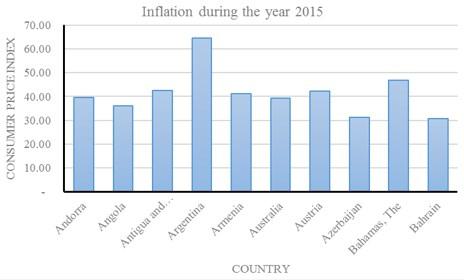 Inflation during the year 2015
CONSUMER PRICE INDEX
70.00
60.00
50.00
40.00
30.00
20.00
10.00
-
Andorra
Angola
Antigua and…
Argentina
Armenia
Australia
Austria
Azerbaijan
Bahamas, The
Bahrain
COUNTRY